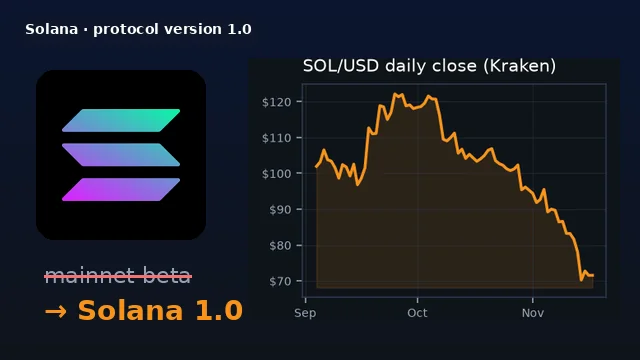 Solana · protocol version 1.0
SOL/USD daily close (Kraken)
$120
$110
$100
$90
$80
$70
Sep Oct Nov
mainnet beta
→ Solana 1.0